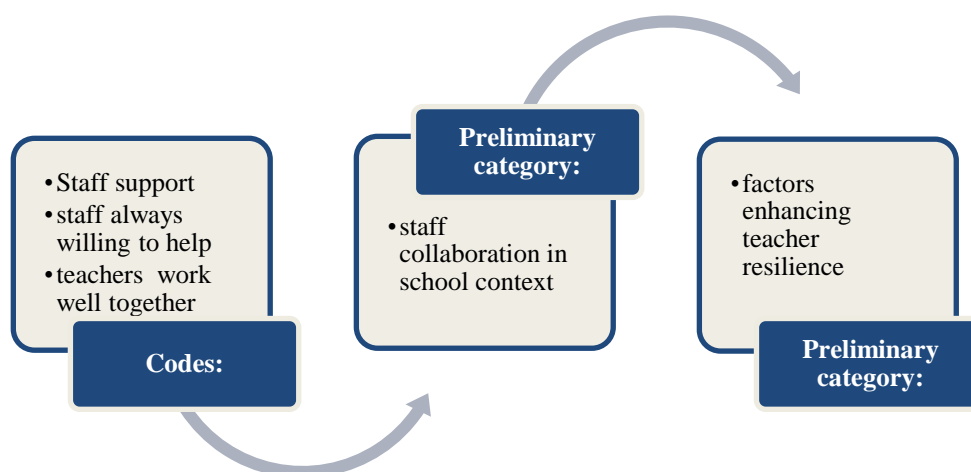 •Staff support
•staff always
willing to help
•teachers work
well together
Codes:
Preliminary
category:
•staff
collaboration in
school context
•factors
enhancing
teacher
resilience
Preliminary
category: